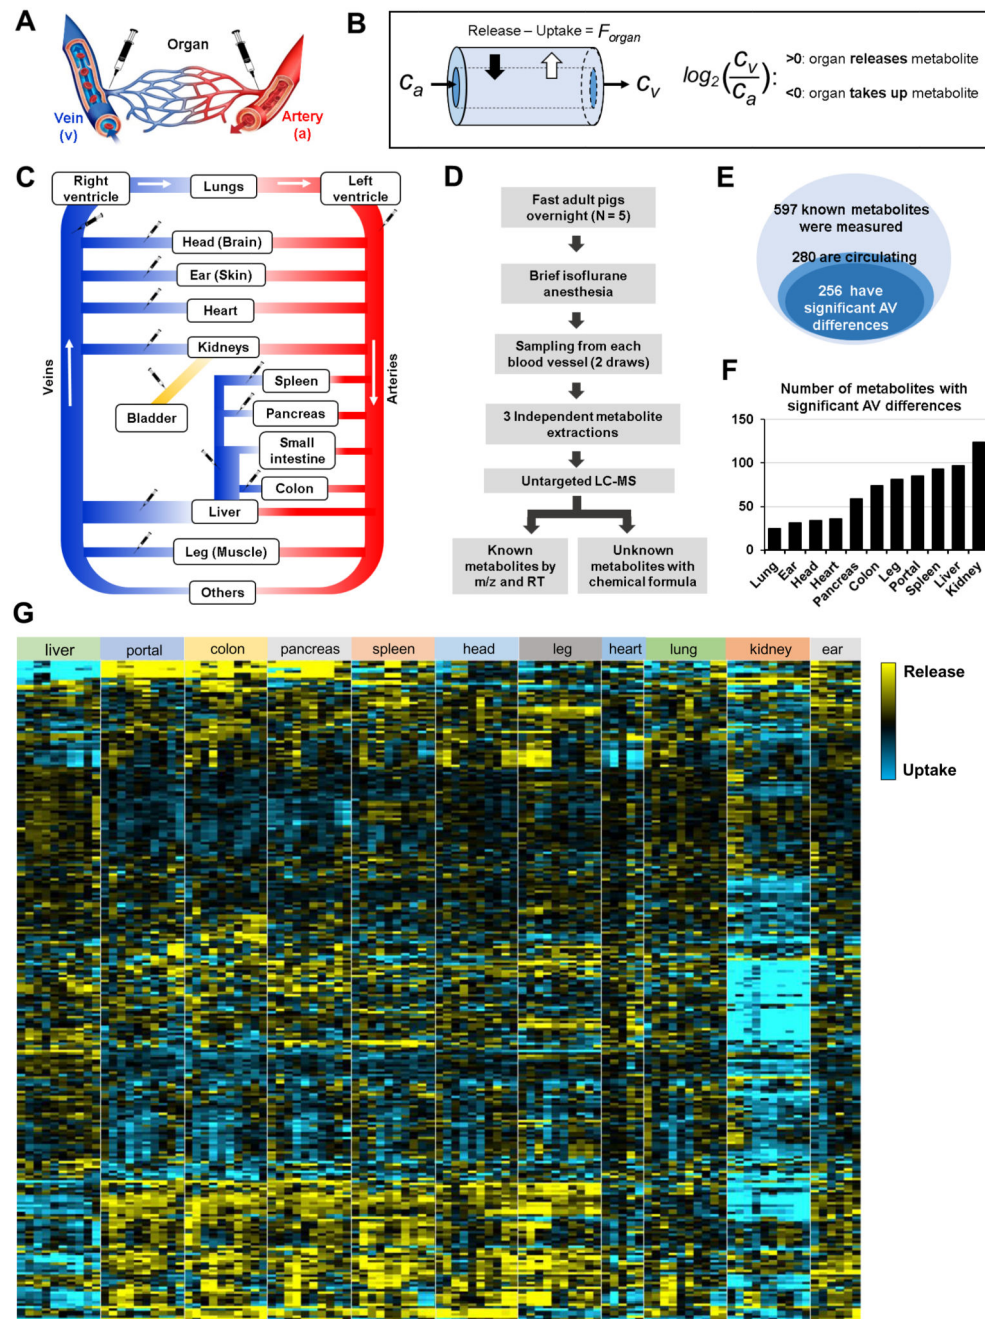 A
Organ
Vein
(v)
Artery
(a)
B
Release – Uptake = F_organ
C_a
C_v
log_2(C_v/C_a):
>0: organ releases metabolite
<0: organ takes up metabolite
C
Right
ventricle
Lungs
Left
ventricle
Head (Brain)
Ear (Skin)
Heart
Kidneys
Spleen
Bladder
Pancreas
Small
intestine
Colon
Liver
Leg (Muscle)
Others
Veins
Arteries
D
Fast adult pigs
overnight (N = 5)
Brief isoflurane
anesthesia
Sampling from each
blood vessel (2 draws)
3 Independent metabolite
extractions
Untargeted LC-MS
Known
metabolites by
m/z and RT
Unknown
metabolites with
chemical formula
E
597 known metabolites
were measured
280 are circulating
256 have
significant AV
differences
F
Number of metabolites with
significant AV differences
150
100
50
0
Lung
Ear
Head
Heart
Pancreas
Colon
Leg
Portal
Spleen
Liver
Kidney
G
liver
portal
colon
pancreas
spleen
head
leg
heart
lung
kidney
ear
Release
Uptake